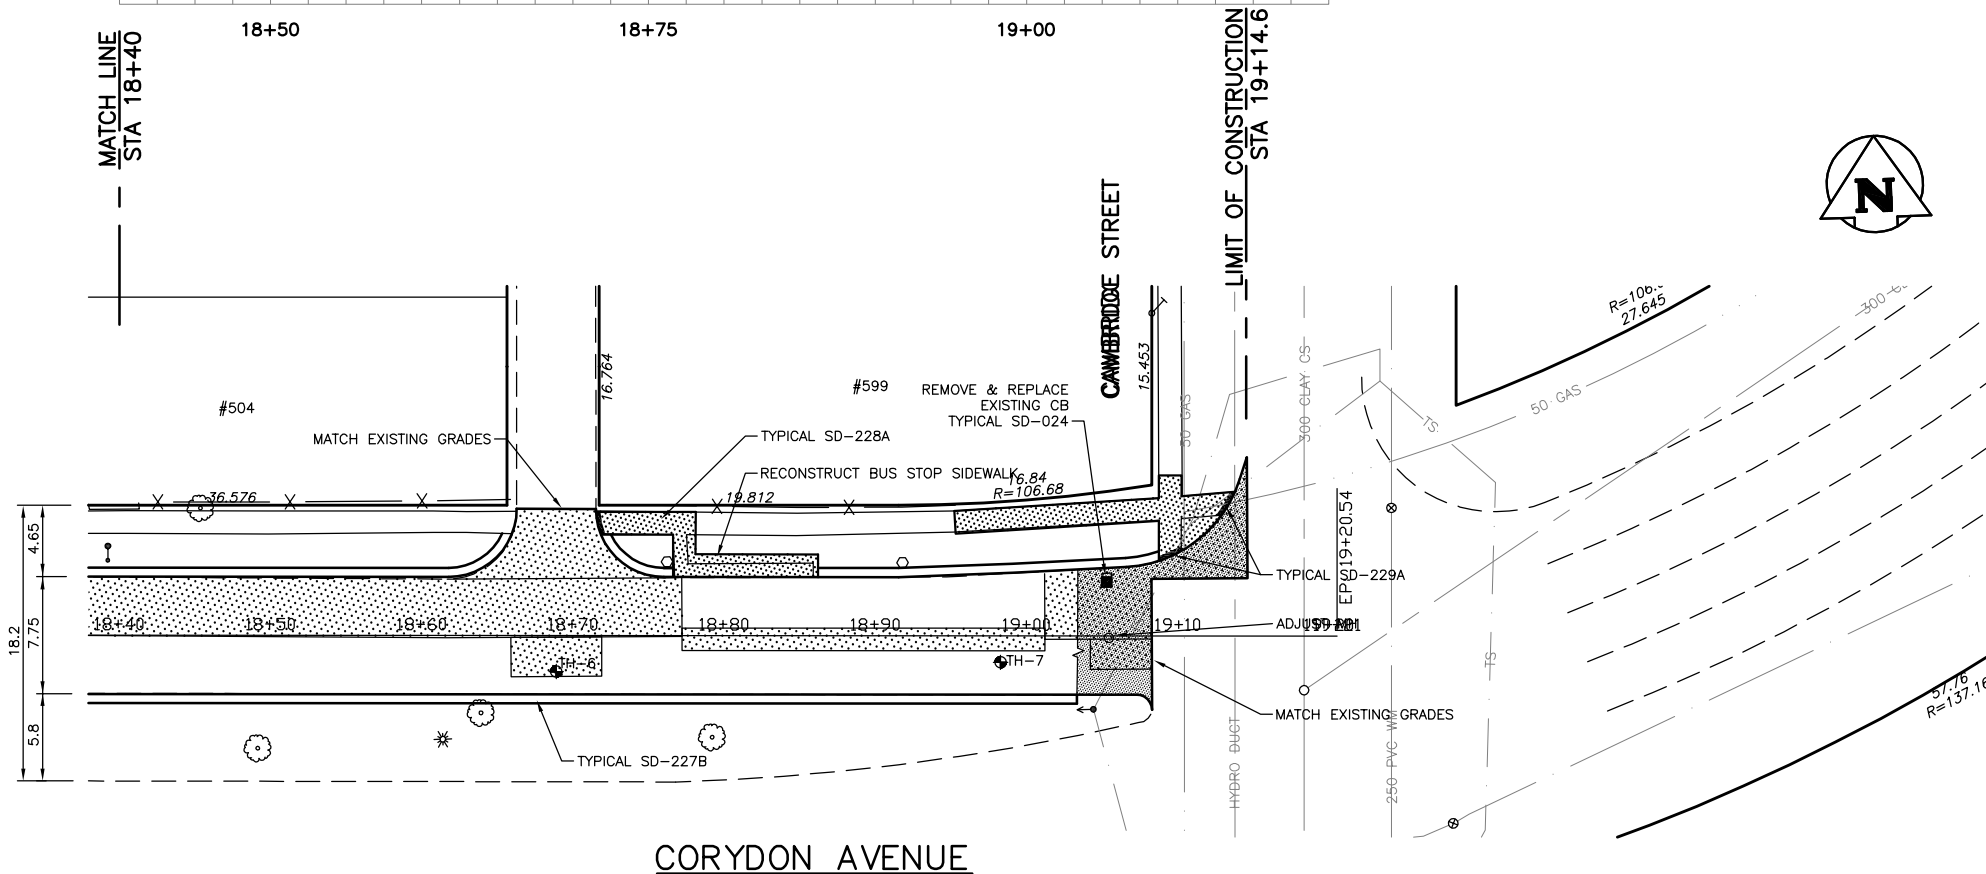 18+50
18+75
19+00
MATCH LINE
STA 18+40
LIMIT OF CONSTRUCTION
STA 19+14.6
N
CAMBRIDGE STREET
16.764
15.453
#504
#599
REMOVE & REPLACE
EXISTING CB
TYPICAL SD-024
MATCH EXISTING GRADES
TYPICAL SD-228A
RECONSTRUCT BUS STOP SIDEWALK
36.576
19.812
16.84
R=106.68
50 GAS
300 CLAY CS
27.645
50 GAS
TS
TS
4.65
7.75
18.2
5.8
18+40
18+50
18+60
18+70
18+80
18+90
19+00
19+10
TYPICAL SD-229A
EP: 19+20.54
ADJUST MH
TH-6
TH-7
MATCH EXISTING GRADES
TYPICAL SD-227B
HYDRO DUCT
250 PVC WM
57.76
R=137.16
CORYDON AVENUE